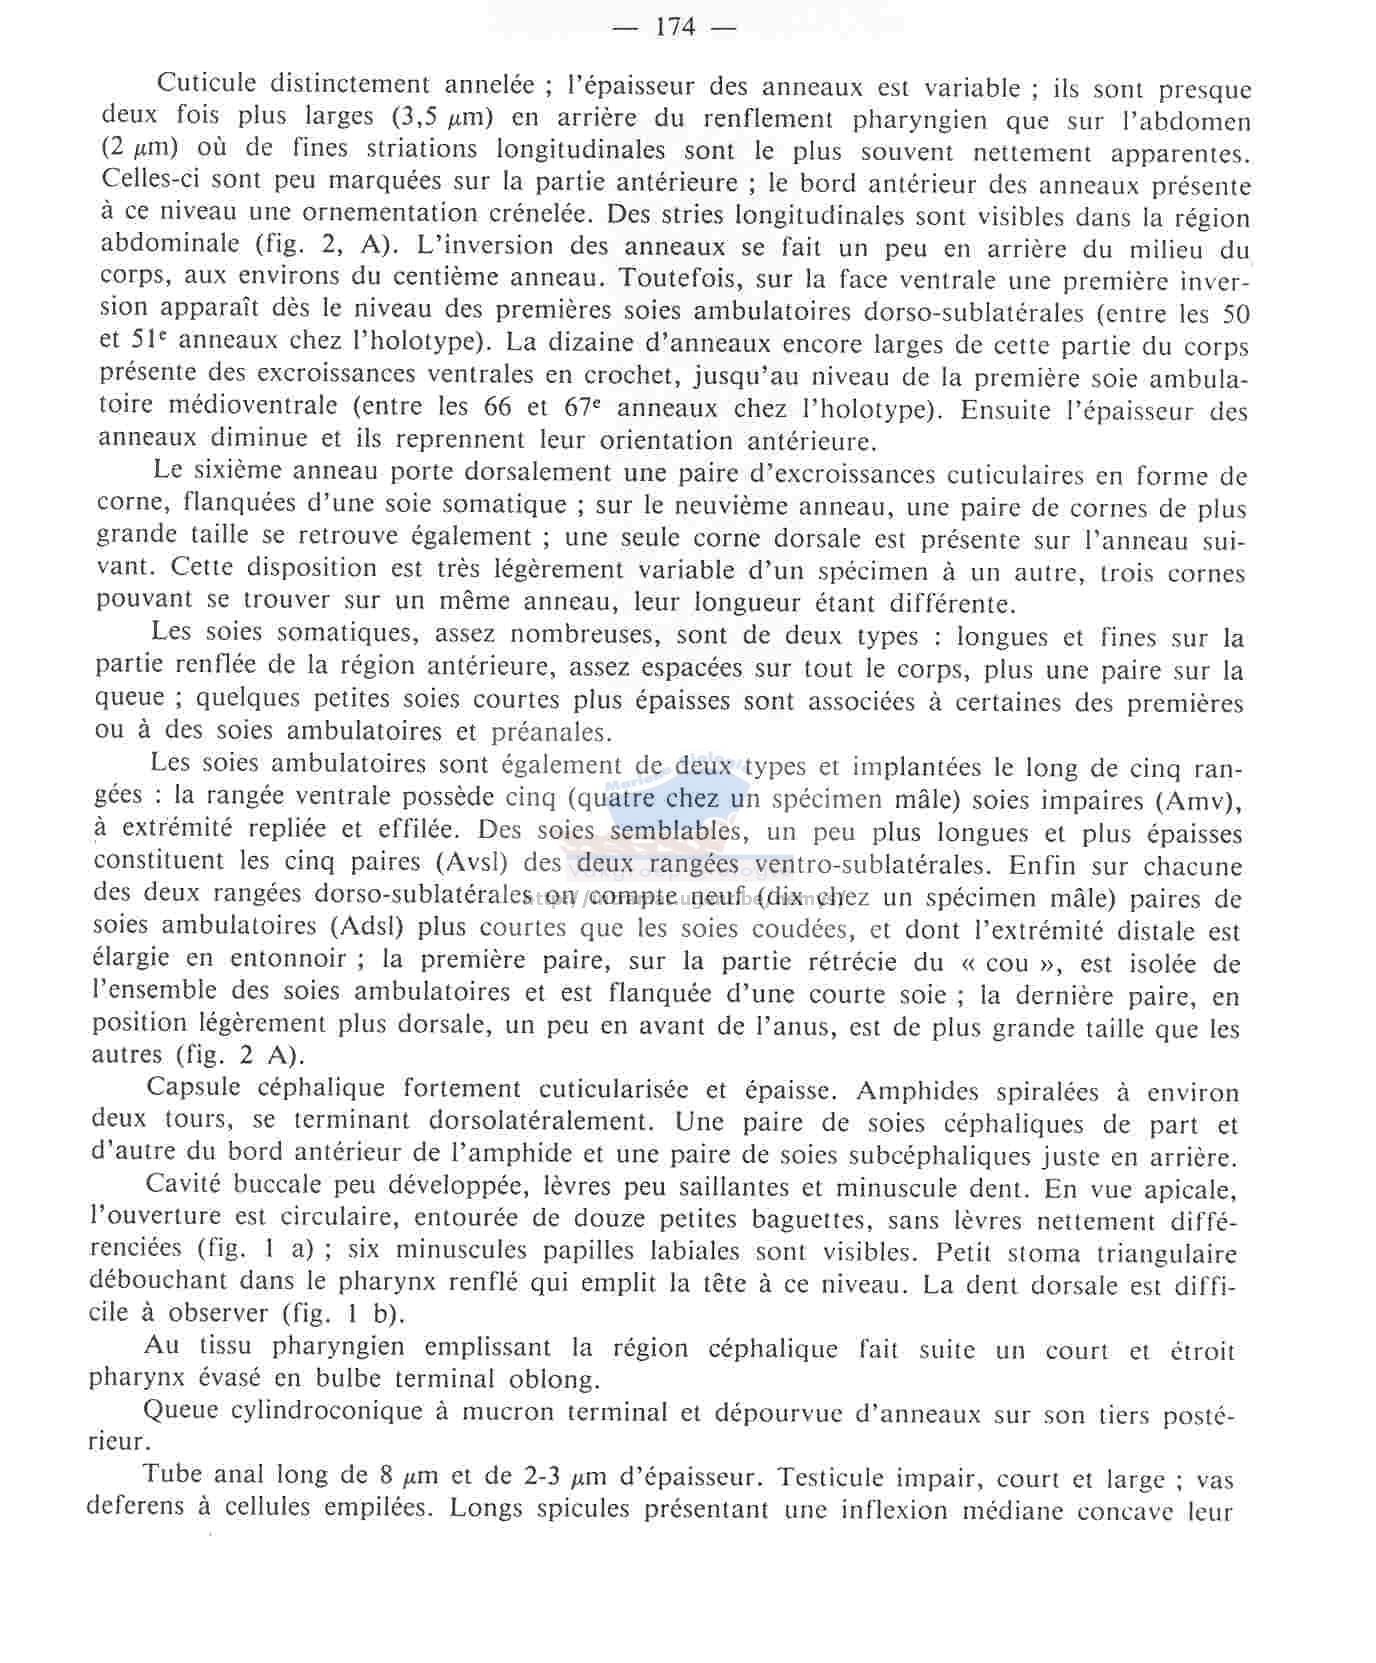 — 174 —
Cuticule distinctement annelée ; l'épaisseur des anneaux est variable ; ils sont presque
deux fois plus larges (3,5 μm) en arrière du renflement pharyngien que sur l'abdomen
(2 μm) où de fines striations longitudinales sont le plus souvent nettement apparentes.
Celles-ci sont peu marquées sur la partie antérieure ; le bord antérieur des anneaux présente
à ce niveau une ornementation crénelée. Des stries longitudinales sont visibles dans la région
abdominale (fig. 2, A). L'inversion des anneaux se fait un peu en arrière du milieu du
corps, aux environs du centième anneau. Toutefois, sur la face ventrale une première inver-
sion apparaît dès le niveau des premières soies ambulatoires dorso-sublatérales (entre les 50
et 51e anneaux chez l'holotype). La dizaine d'anneaux encore larges de cette partie du corps
présente des excroissances ventrales en crochet, jusqu'au niveau de la première soie ambula-
toire médioventrale (entre les 66 et 67e anneaux chez l'holotype). Ensuite l'épaisseur des
anneaux diminue et ils reprennent leur orientation antérieure.
Le sixième anneau porte dorsalement une paire d'excroissances cuticulaires en forme de
corne, flanquées d'une soie somatique ; sur le neuvième anneau, une paire de cornes de plus
grande taille se retrouve également ; une seule corne dorsale est présente sur l'anneau sui-
vant. Cette disposition est très légèrement variable d'un spécimen à un autre, trois cornes
pouvant se trouver sur un même anneau, leur longueur étant différente.
Les soies somatiques, assez nombreuses, sont de deux types : longues et fines sur la
partie renflée de la région antérieure, assez espacées sur tout le corps, plus une paire sur la
queue ; quelques petites soies courtes plus épaisses sont associées à certaines des premières
ou à des soies ambulatoires et préanales.
Les soies ambulatoires sont également de deux types et implantées le long de cinq ran-
gées : la rangée ventrale possède cinq (quatre chez un spécimen mâle) soies impaires (Amv),
à extrémité repliée et effilée. Des soies semblables, un peu plus longues et plus épaisses
constituent les cinq paires (Avsl) des deux rangées ventro-sublatérales. Enfin sur chacune
des deux rangées dorso-sublatérales on compte neuf (dix chez un spécimen mâle) paires de
soies ambulatoires (Adsl) plus courtes que les soies coudées, et dont l'extrémité distale est
élargie en entonnoir ; la première paire, sur la partie rétrécie du « cou », est isolée de
l'ensemble des soies ambulatoires et est flanquée d'une courte soie ; la dernière paire, en
position légèrement plus dorsale, un peu en avant de l'anus, est de plus grande taille que les
autres (fig. 2 A).
Capsule céphalique fortement cuticularisée et épaisse. Amphides spiralées à environ
deux tours, se terminant dorsolatéralement. Une paire de soies céphaliques de part et
d'autre du bord antérieur de l'amphide et une paire de soies subcéphaliques juste en arrière.
Cavité buccale peu développée, lèvres peu saillantes et minuscule dent. En vue apicale,
l'ouverture est circulaire, entourée de douze petites baguettes, sans lèvres nettement diffé-
renciées (fig. 1 a) ; six minuscules papilles labiales sont visibles. Petit stoma triangulaire
débouchant dans le pharynx renflé qui emplit la tête à ce niveau. La dent dorsale est diffi-
cile à observer (fig. 1 b).
Au tissu pharyngien emplissant la région céphalique fait suite un court et étroit
pharynx évasé en bulbe terminal oblong.
Queue cylindroconique à mucron terminal et dépourvue d'anneaux sur son tiers posté-
rieur.
Tube anal long de 8 μm et de 2-3 μm d'épaisseur. Testicule impair, court et large ; vas
deferens à cellules empilées. Longs spicules présentant une inflexion médiane concave leur